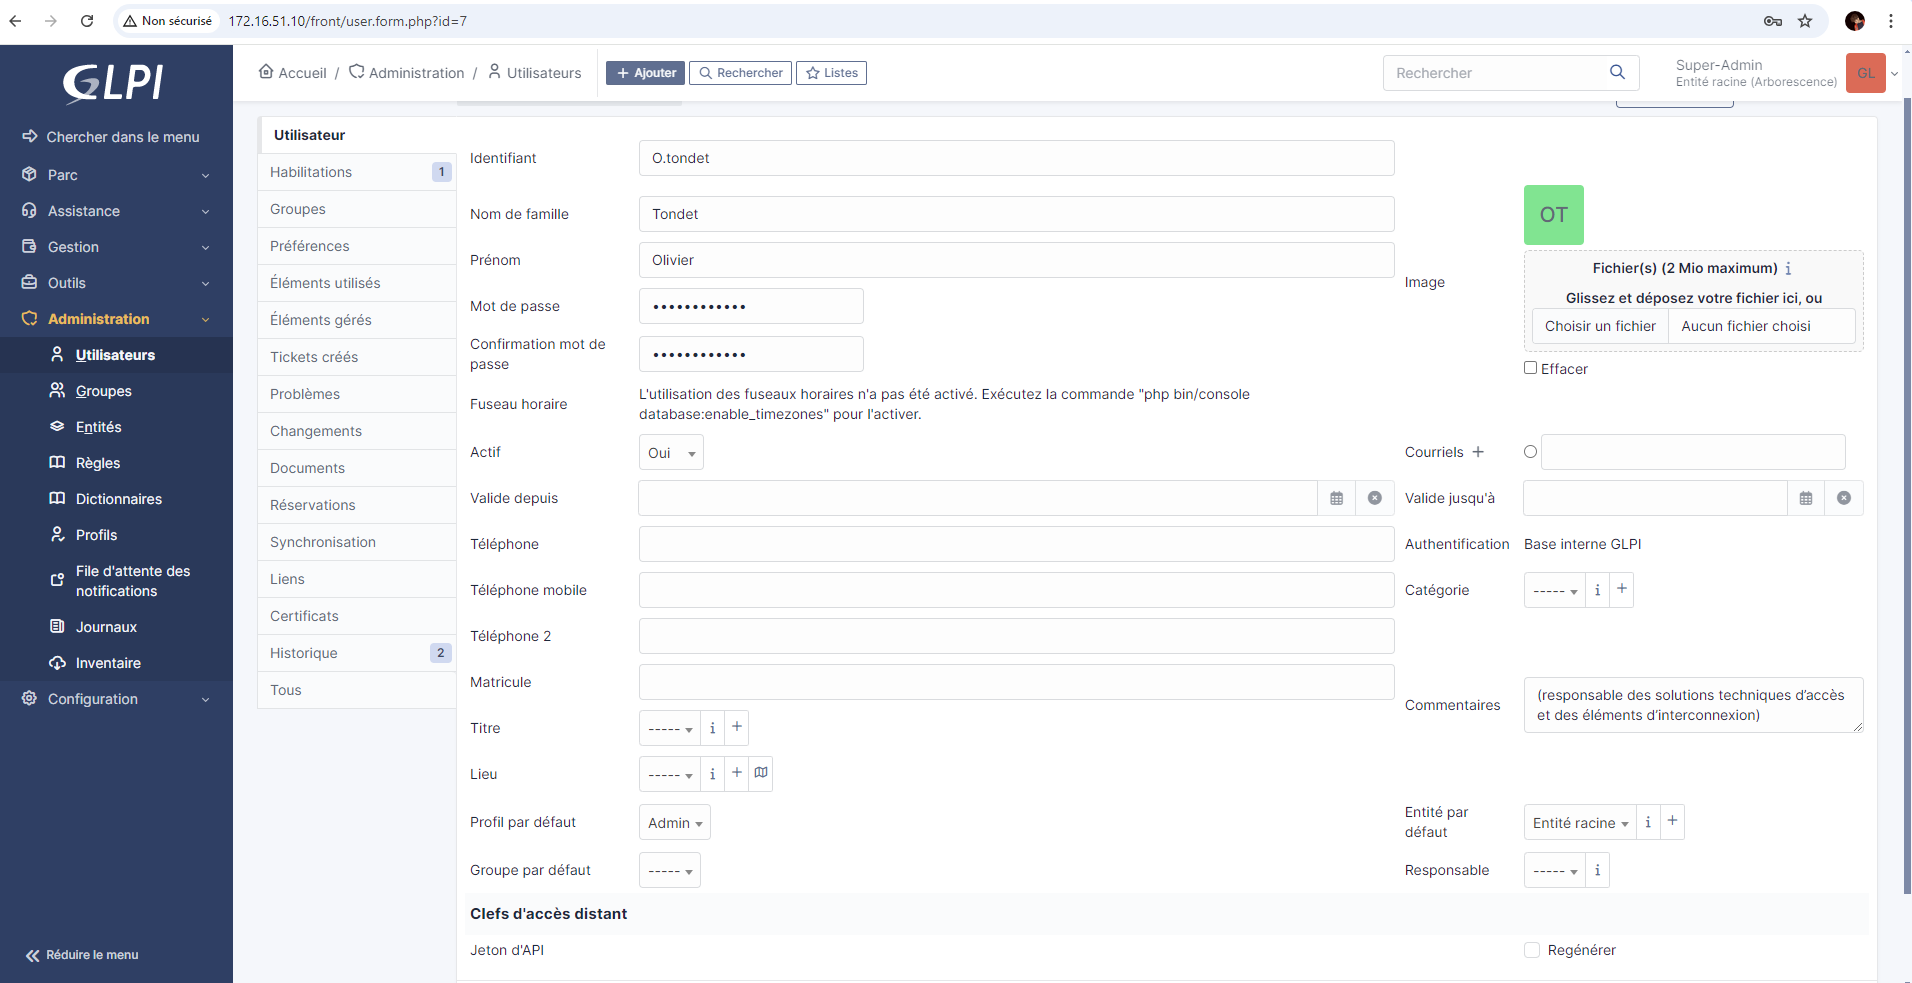 Non sécurisé 172.16.51.10/front/user.form.php?id=7
GLPI
Chercher dans le menu
Parc
Assistance
Gestion
Outils
Administration
Utilisateurs
Groupes
Entités
Règles
Dictionnaires
Profils
File d'attente des
notifications
Journaux
Inventaire
Configuration
Réduire le menu
Accueil / Administration / Utilisateurs
Ajouter
Rechercher
Listes
Rechercher
Super-Admin
Entité racine (Arborescence)
GL
Utilisateur
Habilitations 1
Groupes
Préférences
Éléments utilisés
Éléments gérés
Tickets créés
Problèmes
Changements
Documents
Réservations
Synchronisation
Liens
Certificats
Historique 2
Tous
Identifiant O.tondet
Nom de famille Tondet
Prénom Olivier
Mot de passe ••••••••••••
Confirmation mot de
passe ••••••••••••
Fuseau horaire
L'utilisation des fuseaux horaires n'a pas été activé. Exécutez la commande "php bin/console
database:enable_timezones" pour l'activer.
Actif Oui
Valide depuis
Téléphone
Téléphone mobile
Téléphone 2
Matricule
Titre -----
Lieu -----
Profil par défaut Admin
Groupe par défaut -----
Image
OT
Fichier(s) (2 Mio maximum)
Glissez et déposez votre fichier ici, ou
Choisir un fichier Aucun fichier choisi
Effacer
Courriels
Valide jusqu'à
Authentification Base interne GLPI
Catégorie -----
Commentaires
(responsable des solutions techniques d’accès
et des éléments d’interconnexion)
Entité par
défaut
Entité racine
Responsable -----
Clefs d'accès distant
Jeton d'API Regénérer